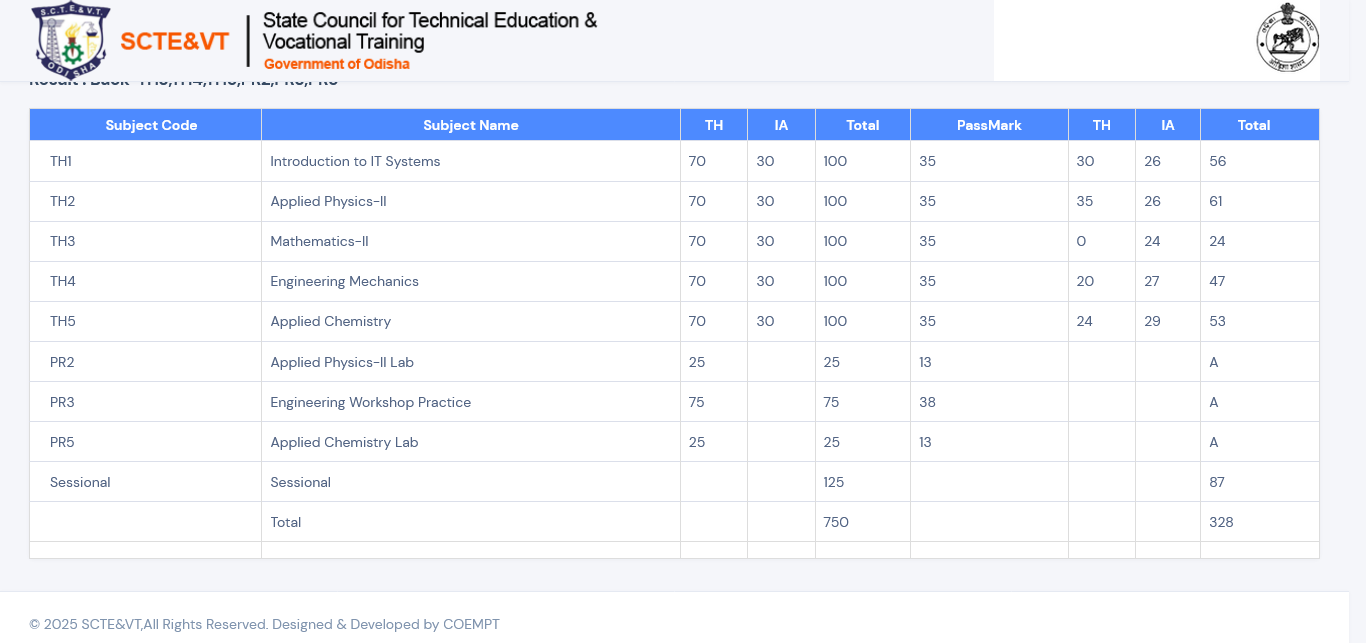 S.C.T.E.&V.T.
ODISHA
SCTE&VT
State Council for Technical Education &
Vocational Training
Government of Odisha
Subject Code Subject Name TH IA Total PassMark TH IA Total
TH1 Introduction to IT Systems 70 30 100 35 30 26 56
TH2 Applied Physics-II 70 30 100 35 35 26 61
TH3 Mathematics-II 70 30 100 35 0 24 24
TH4 Engineering Mechanics 70 30 100 35 20 27 47
TH5 Applied Chemistry 70 30 100 35 24 29 53
PR2 Applied Physics-II Lab 25 25 13 A
PR3 Engineering Workshop Practice 75 75 38 A
PR5 Applied Chemistry Lab 25 25 13 A
Sessional Sessional 125 87
Total 750 328
© 2025 SCTE&VT,All Rights Reserved. Designed & Developed by COEMPT